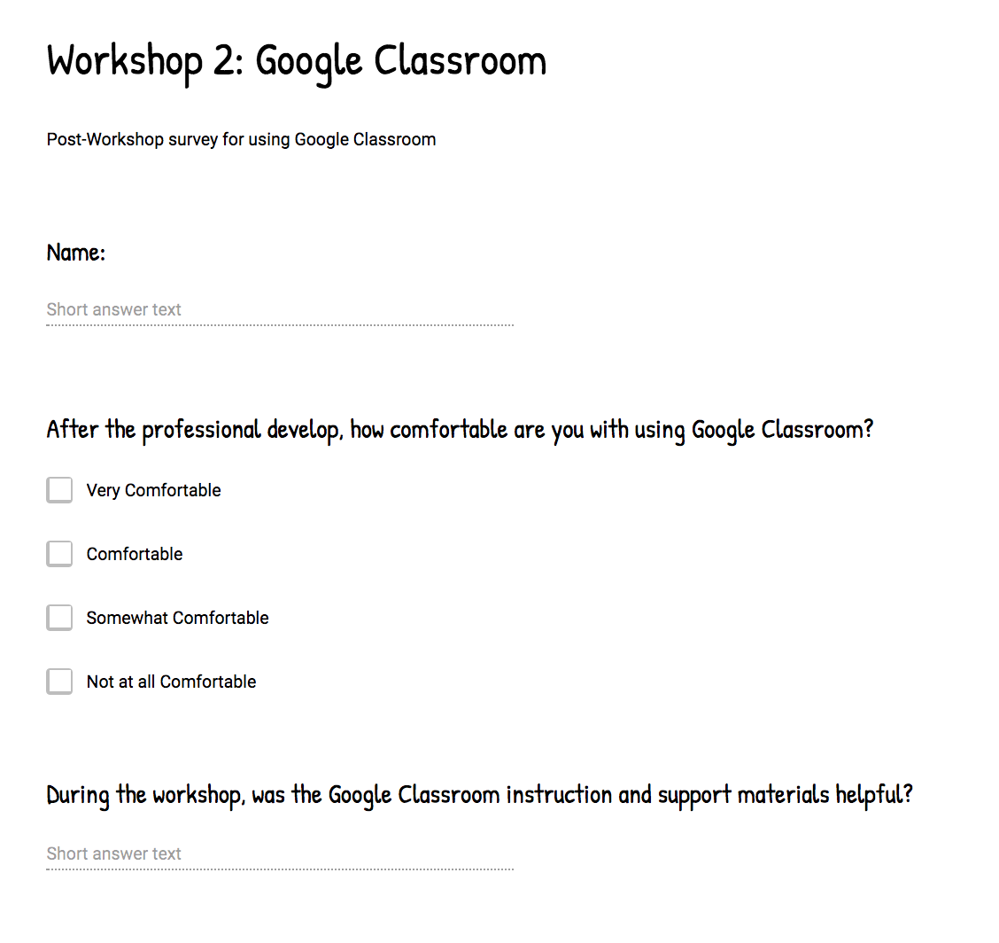 Workshop 2: Google Classroom
Post-Workshop survey for using Google Classroom
Name:
Short answer text
After the professional develop, how comfortable are you with using Google Classroom?
Very Comfortable
Comfortable
Somewhat Comfortable
Not at all Comfortable
During the workshop, was the Google Classroom instruction and support materials helpful?
Short answer text